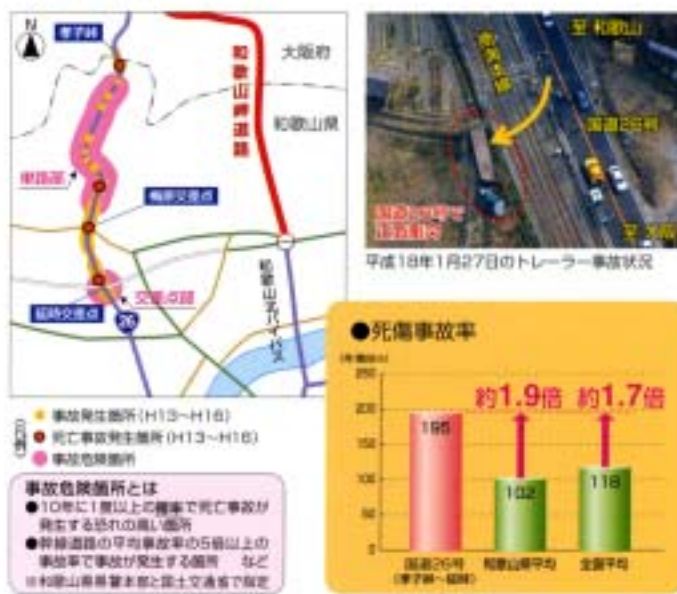 N
孝子峠
大阪府
和歌山県
和歌山岬道路
単路部
梅原交差点
交差点部
26
和歌山北バイパス
至 和歌山
国道26号
至 大阪
平成18年1月27日のトレーラー事故状況
事故発生箇所(H13~H16)
死亡事故発生箇所(H13~H16)
事故危険箇所
事故危険箇所とは
●10年に1度以上の確率で死亡事故が
発生する恐れの高い箇所
●幹線道路の平均事故率の5倍以上の
事故率で事故が発生する箇所 など
※和歌山県県警本部と国土交通省で指定
●死傷事故率
250
200
150
100
50
0
195
約1.9倍
102
約1.7倍
118
国道26号
和歌山県平均
全国平均